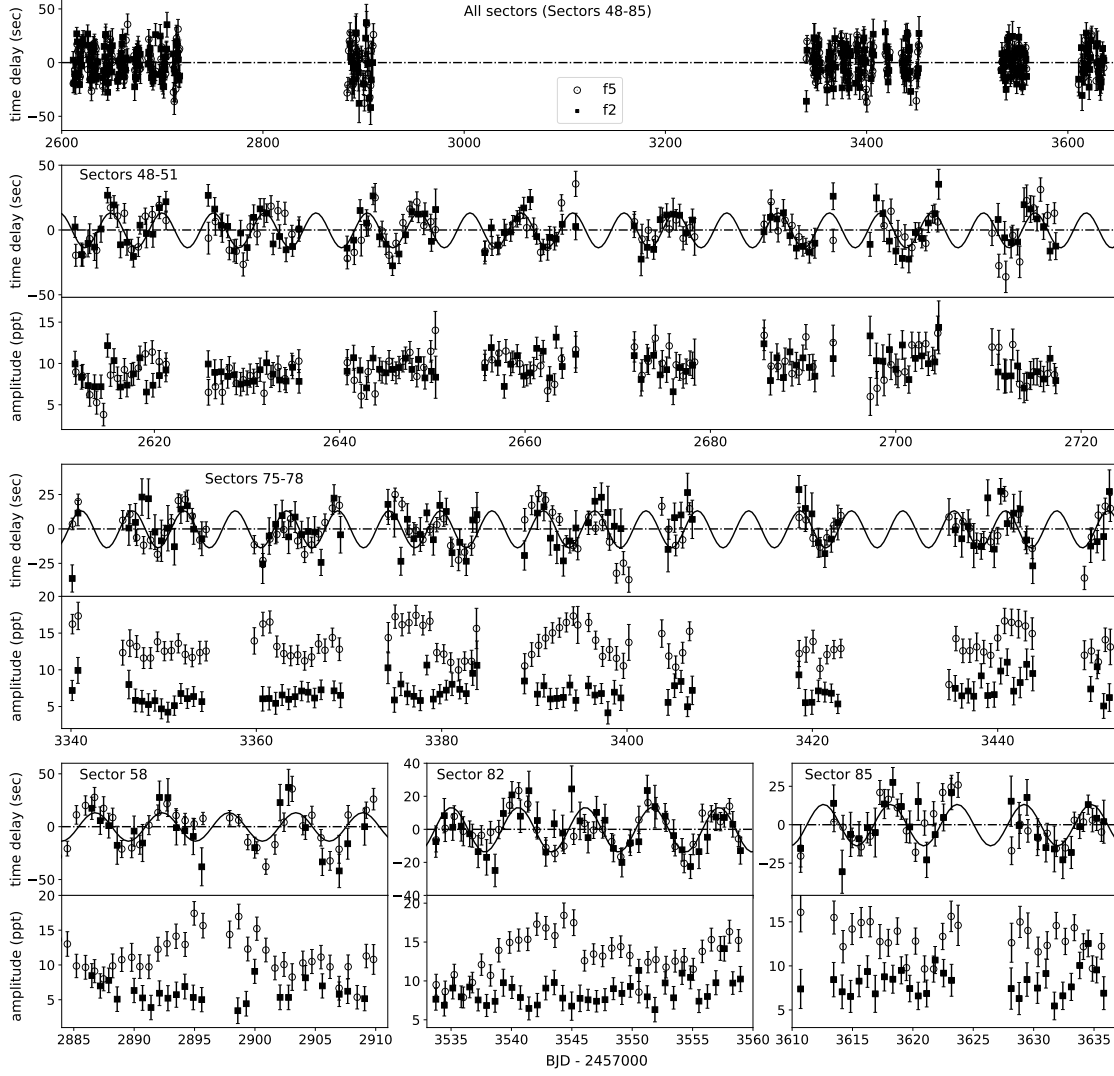 All sectors (Sectors 48-85)
time delay (sec)
50
0
−50
f5
f2
2600 2800 3000 3200 3400 3600
Sectors 48-51
time delay (sec)
50
0
−50
amplitude (ppt)
15
10
5
2620 2640 2660 2680 2700 2720
Sectors 75-78
time delay (sec)
25
0
−25
amplitude (ppt)
20
15
10
5
3340 3360 3380 3400 3420 3440
Sector 58
time delay (sec)
50
0
−50
amplitude (ppt)
20
15
10
5
2885 2890 2895 2900 2905 2910
Sector 82
40
20
0
−20
−40
20
15
10
5
3535 3540 3545 3550 3555 3560
Sector 85
25
0
−25
15
10
5
3610 3615 3620 3625 3630 3635
BJD - 2457000